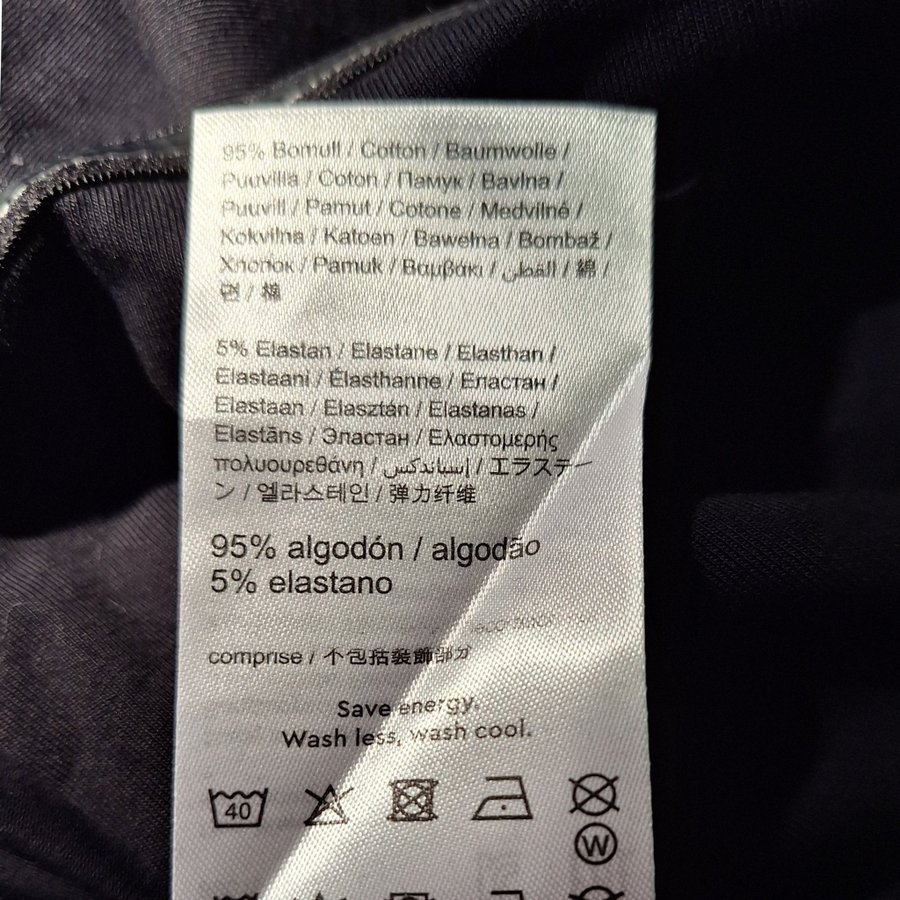 95% Bomull / Cotton / Baumwolle /
Puuvilla / Coton / Памук / Bavlna /
Puuvill / Pamut / Cotone / Medvilné /
Kokvilna / Katoen / Bawełna / Bombaž /
Хлопок / Pamuk / Βαμβάκι / القطن / 綿 /
면 / 棉
5% Elastan / Elastane / Elasthan /
Elastaani / Élasthanne / Еластан /
Elastaan / Elasztán / Elastanas /
Elastāns / Эластан / Ελαστομερής
πολυουρεθάνη / إسباندكس / エラステー
ン / 엘라스테인 / 弹力纤维
95% algodón / algodão
5% elastano
comprise / 不包括裝飾部分
Save energy.
Wash less, wash cool.
40
W